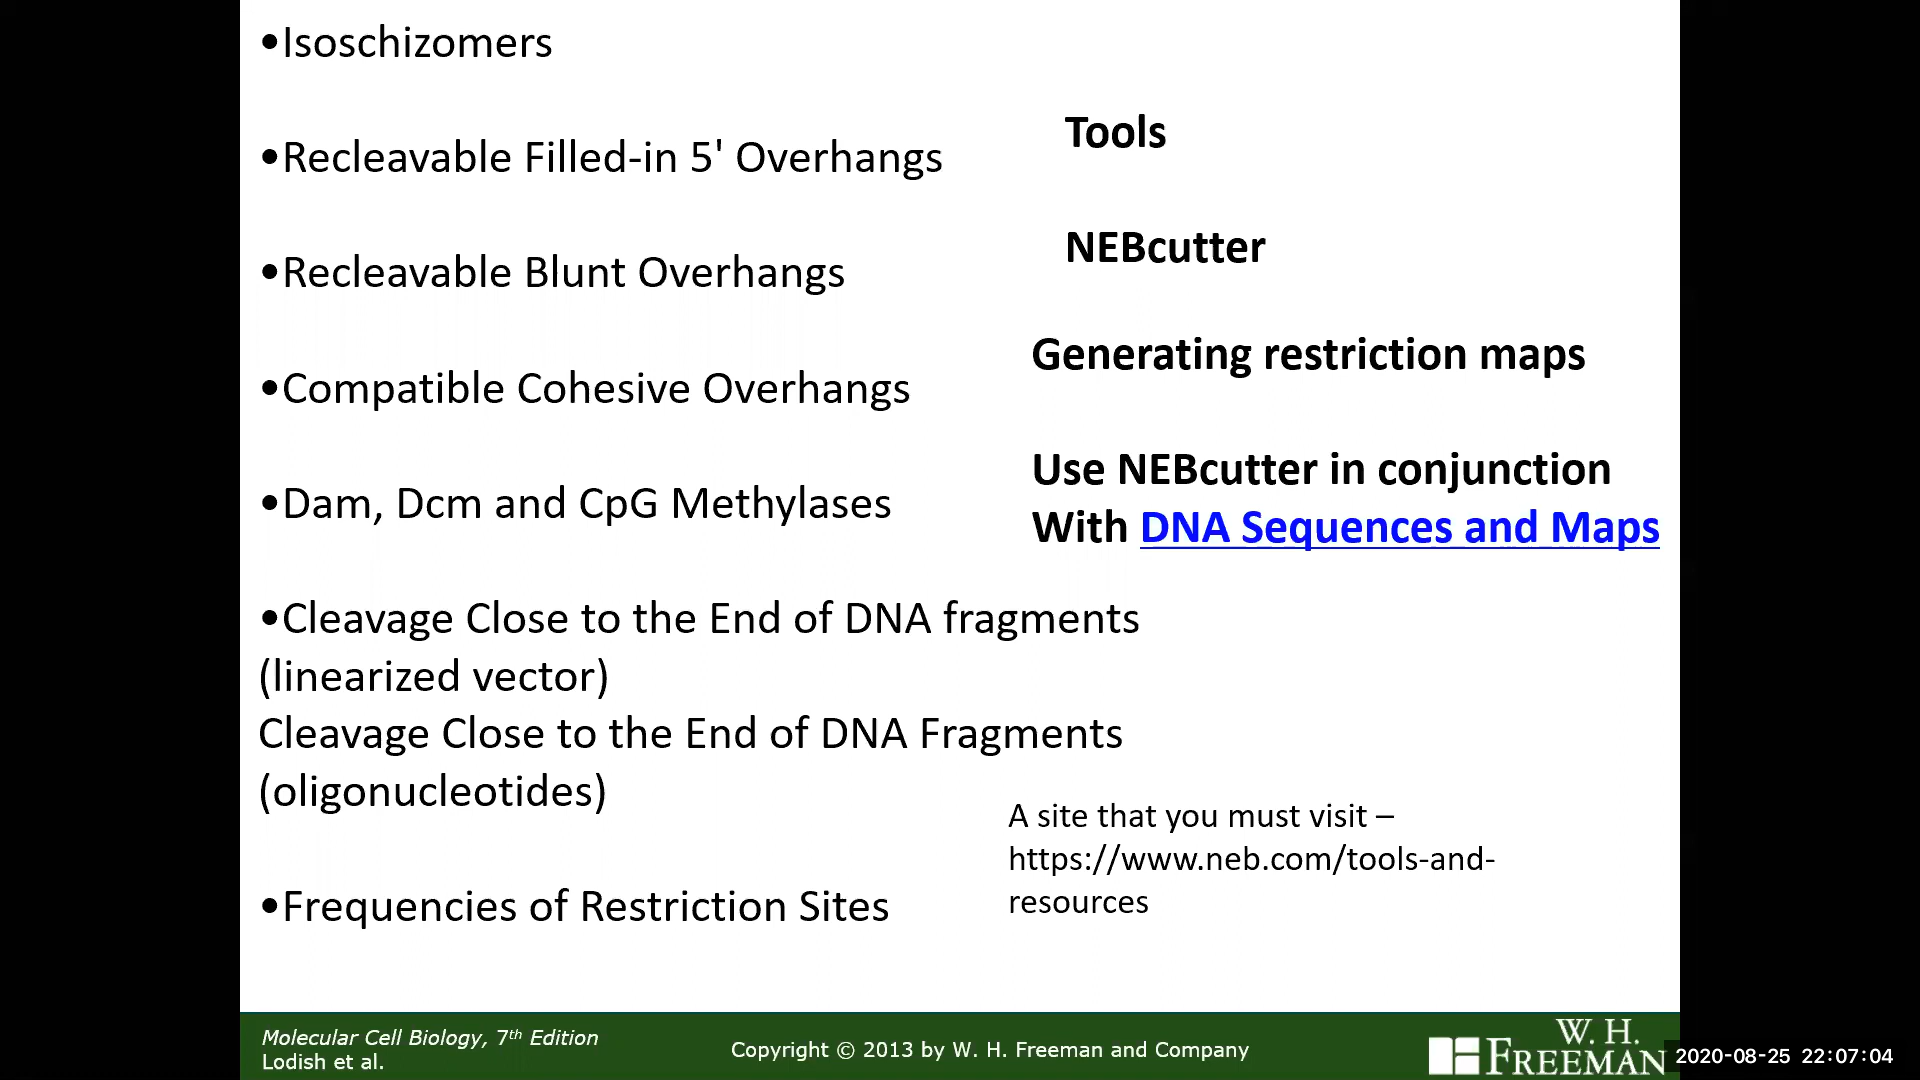 •Isoschizomers
•Recleavable Filled-in 5' Overhangs
•Recleavable Blunt Overhangs
•Compatible Cohesive Overhangs
•Dam, Dcm and CpG Methylases
•Cleavage Close to the End of DNA fragments
(linearized vector)
Cleavage Close to the End of DNA Fragments
(oligonucleotides)
•Frequencies of Restriction Sites
Tools
NEBcutter
Generating restriction maps
Use NEBcutter in conjunction
With DNA Sequences and Maps
A site that you must visit –
https://www.neb.com/tools-and-
resources
Molecular Cell Biology, 7th Edition
Lodish et al.
Copyright © 2013 by W. H. Freeman and Company
W. H.
FREEMAN
2020-08-25 22:07:04